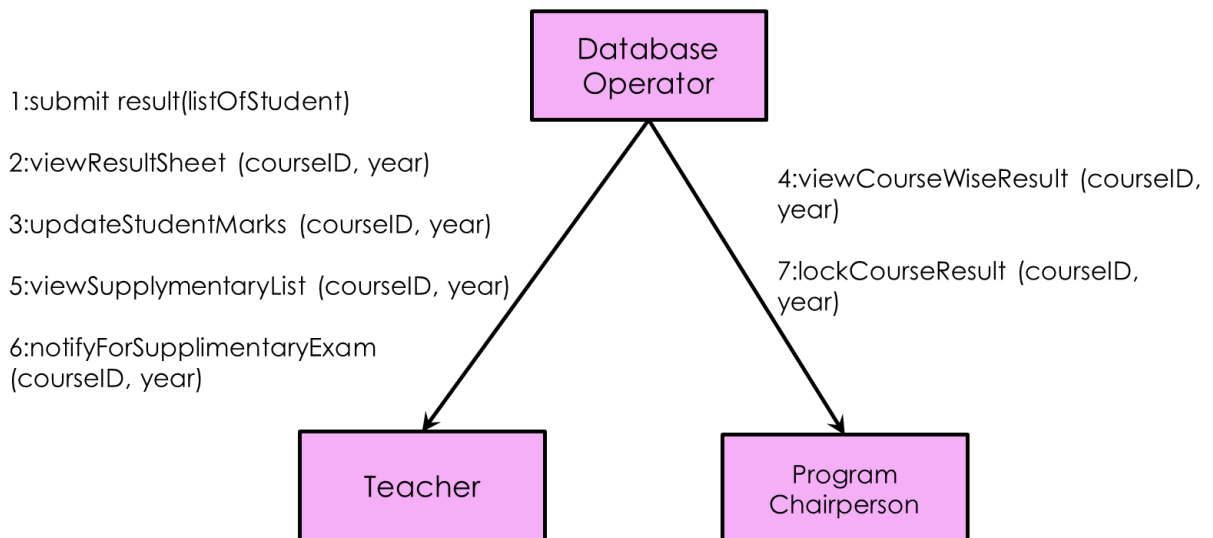 Database
Operator
1:submit result(listOfStudent)
2:viewResultSheet (courseID, year)
3:updateStudentMarks (courseID, year)
5:viewSupplymentaryList (courseID, year)
6:notifyForSupplimentaryExam
(courseID, year)
4:viewCourseWiseResult (courseID,
year)
7:lockCourseResult (courseID,
year)
Teacher
Program
Chairperson